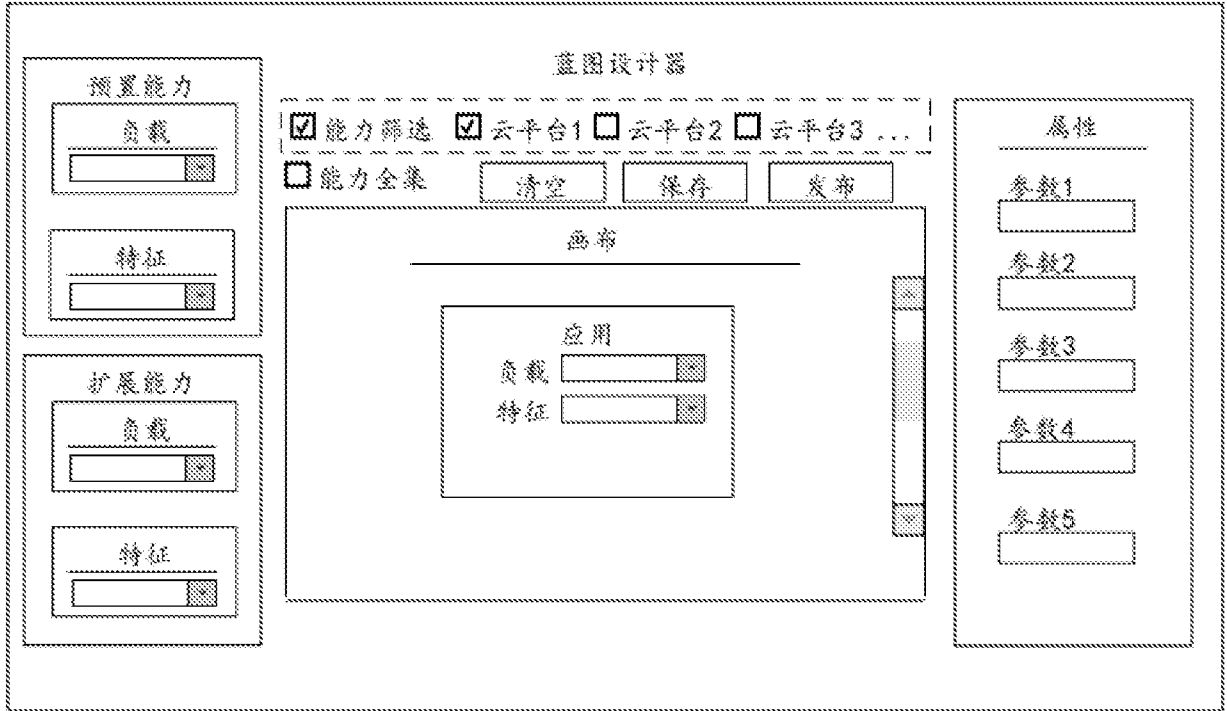 蓝图设计器
预置能力
负载
特征
扩展能力
负载
特征
能力筛选 云平台1 云平台2 云平台3 ...
能力全集 清空 保存 发布
画布
应用
负载
特征
属性
参数1
参数2
参数3
参数4
参数5